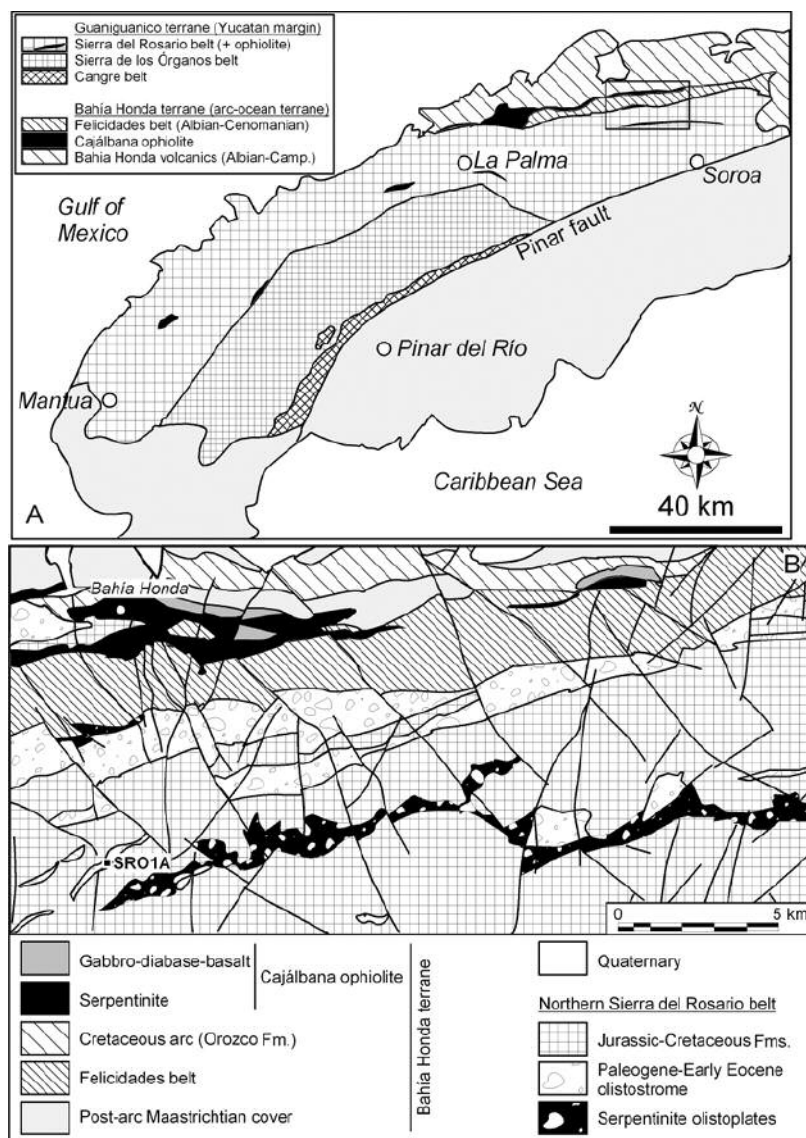 Guaniguanico terrane (Yucatan margin)
Sierra del Rosario belt (+ ophiolite)
Sierra de los Órganos belt
Cangre belt
Bahía Honda terrane (arc-ocean terrane)
Felicidades belt (Albian-Cenomanian)
Cajálbana ophiolite
Bahia Honda volcanics (Albian-Camp.)
Gulf of
Mexico
La Palma
Soroa
Pinar fault
Pinar del Río
Mantua
Caribbean Sea
N
40 km
A
B
Bahía Honda
SRO1A
0
5 km
Gabbro-diabase-basalt
Serpentinite
Cajálbana ophiolite
Cretaceous arc (Orozco Fm.)
Felicidades belt
Post-arc Maastrichtian cover
Bahía Honda terrane
Quaternary
Northern Sierra del Rosario belt
Jurassic-Cretaceous Fms.
Paleogene-Early Eocene
olistostrome
Serpentinite olistoplates